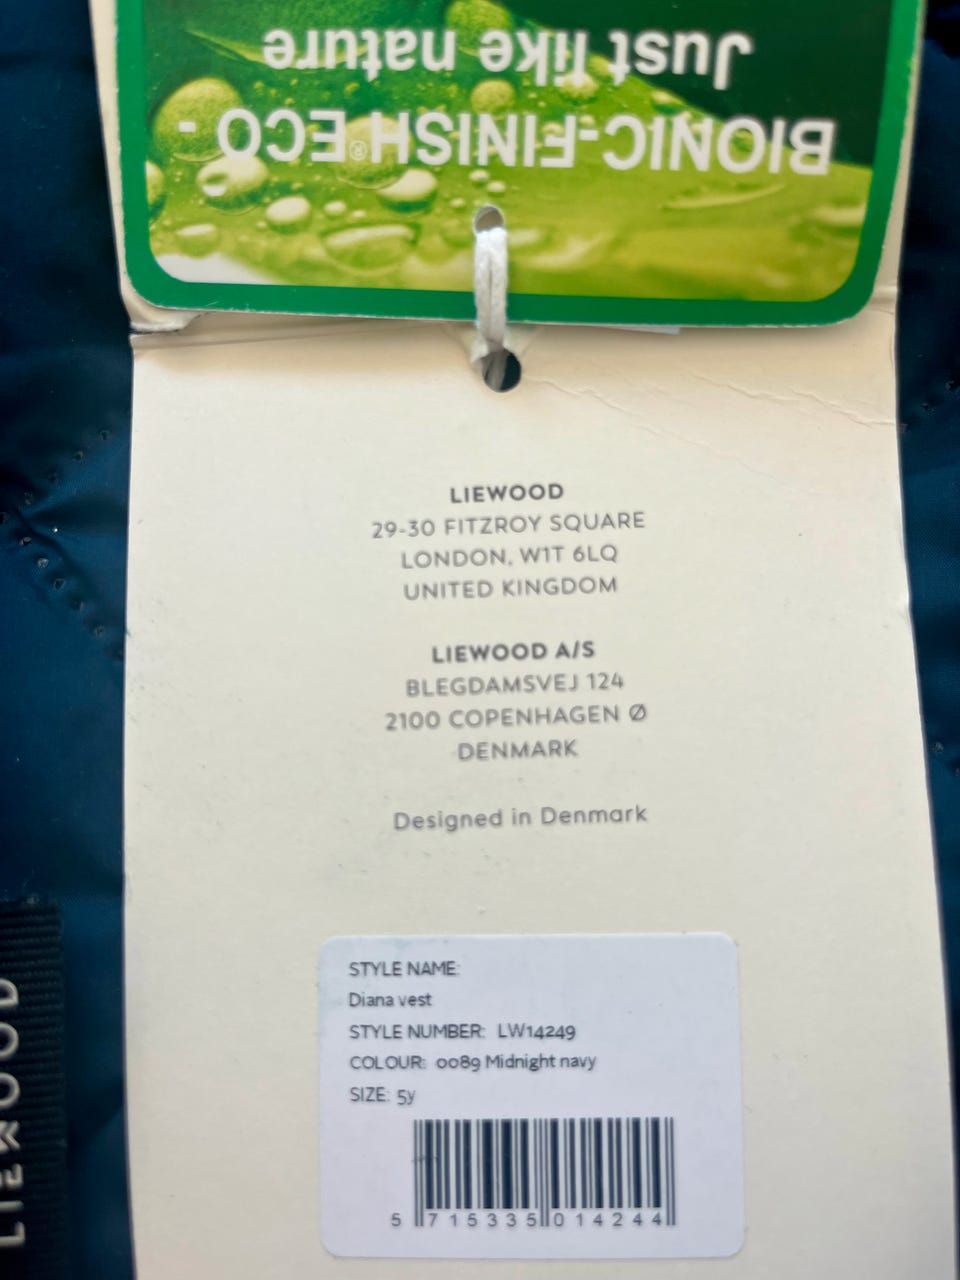 BIONIC-FINISH® ECO -
Just like nature
LIEWOOD
29-30 FITZROY SQUARE
LONDON, W1T 6LQ
UNITED KINGDOM
LIEWOOD A/S
BLEGDAMSVEJ 124
2100 COPENHAGEN Ø
DENMARK
Designed in Denmark
STYLE NAME:
Diana vest
STYLE NUMBER: LW14249
COLOUR: 0089 Midnight navy
SIZE: 5y
5 715335 014244
LIEWOOD